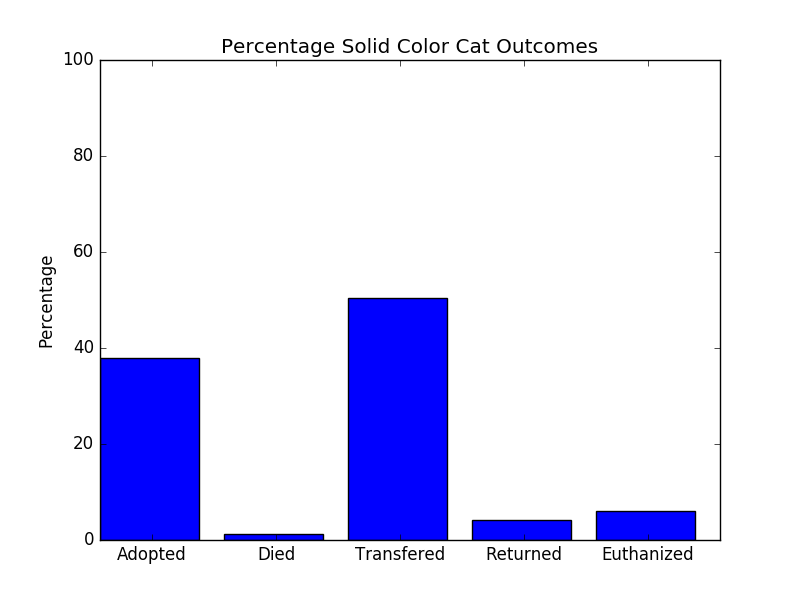 Percentage Solid Color Cat Outcomes
100
80
60
40
20
0
Percentage
Adopted Died Transfered Returned Euthanized